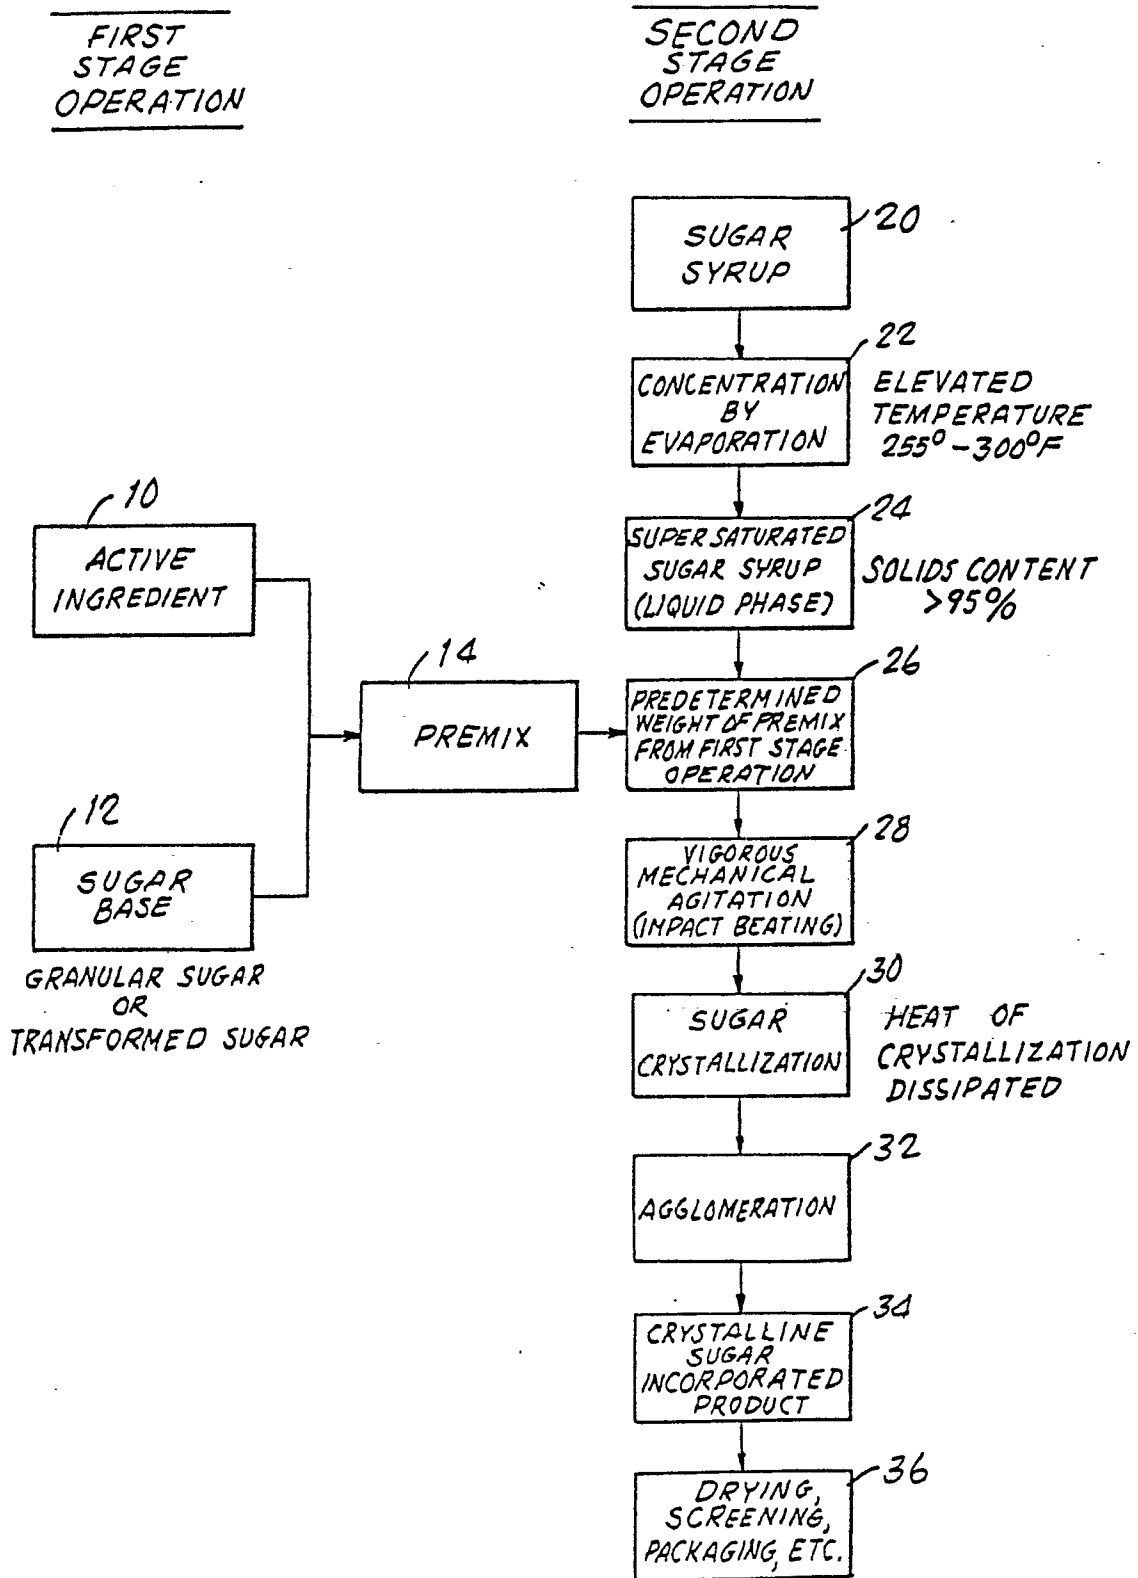 FIRST
STAGE
OPERATION
SECOND
STAGE
OPERATION
20
SUGAR
SYRUP
22
CONCENTRATION
BY
EVAPORATION
ELEVATED
TEMPERATURE
255°-300°F
24
SUPERSATURATED
SUGAR SYRUP
(LIQUID PHASE)
SOLIDS CONTENT
>95%
10
ACTIVE
INGREDIENT
12
SUGAR
BASE
GRANULAR SUGAR
OR
TRANSFORMED SUGAR
14
PREMIX
26
PREDETERMINED
WEIGHT OF PREMIX
FROM FIRST STAGE
OPERATION
28
VIGOROUS
MECHANICAL
AGITATION
(IMPACT BEATING)
30
SUGAR
CRYSTALLIZATION
HEAT OF
CRYSTALLIZATION
DISSIPATED
32
AGGLOMERATION
34
CRYSTALLINE
SUGAR
INCORPORATED
PRODUCT
36
DRYING,
SCREENING,
PACKAGING, ETC.